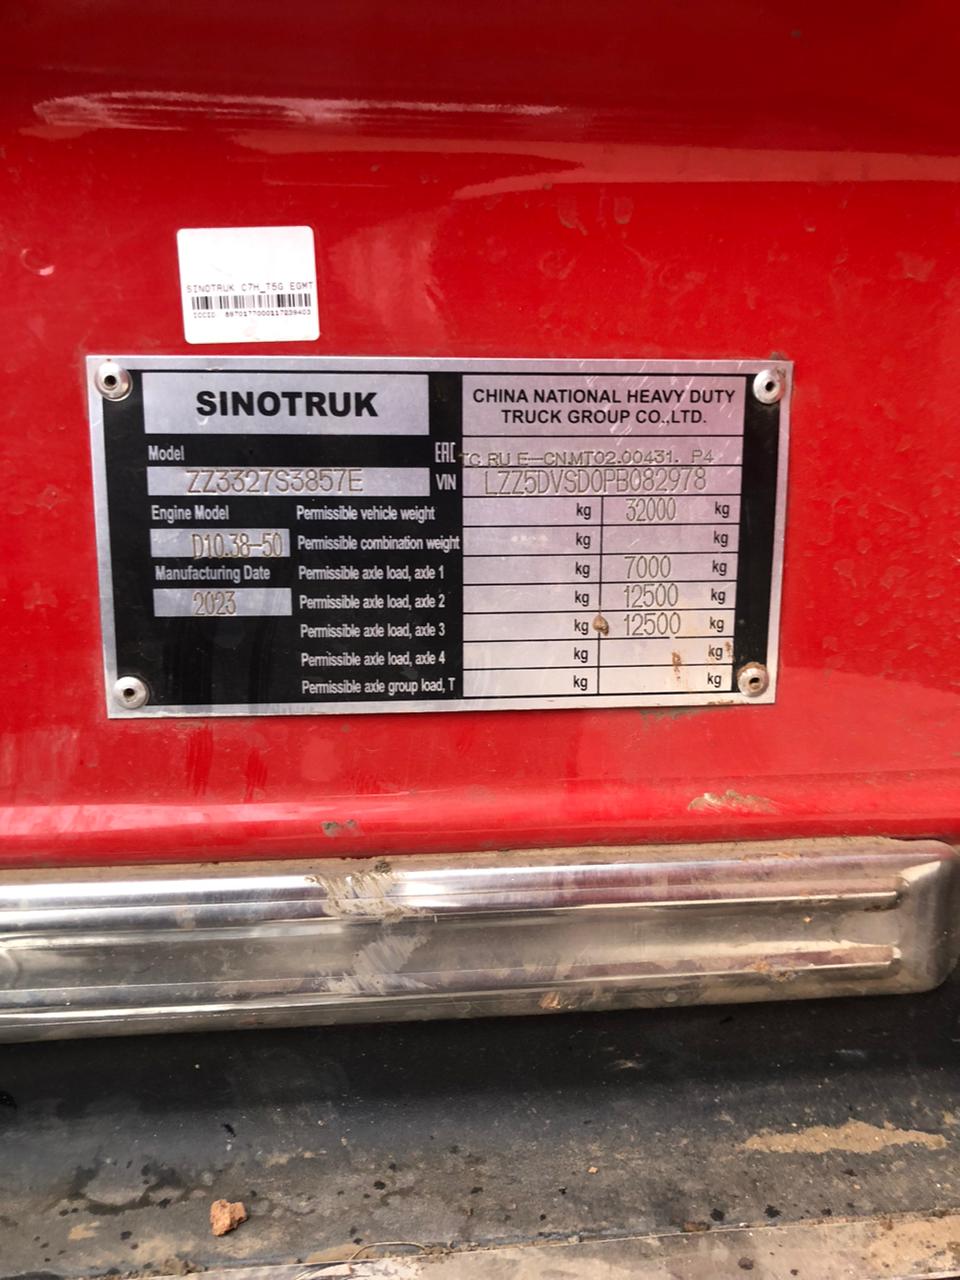 SINOTRUK C7H_T5G EGMT
ICCID 8970177000117239403
SINOTRUK
CHINA NATIONAL HEAVY DUTY
TRUCK GROUP CO.,LTD.
Model
EAC TC RU E-CN.MT02.00431. P4
ZZ3327S3857E
VIN LZZ5DVSD0PB082978
Engine Model
D10.38-50
Manufacturing Date
2023
Permissible vehicle weight kg 32000 kg
Permissible combination weight kg kg
Permissible axle load, axle 1 kg 7000 kg
Permissible axle load, axle 2 kg 12500 kg
Permissible axle load, axle 3 kg 12500 kg
Permissible axle load, axle 4 kg kg
Permissible axle group load, T kg kg